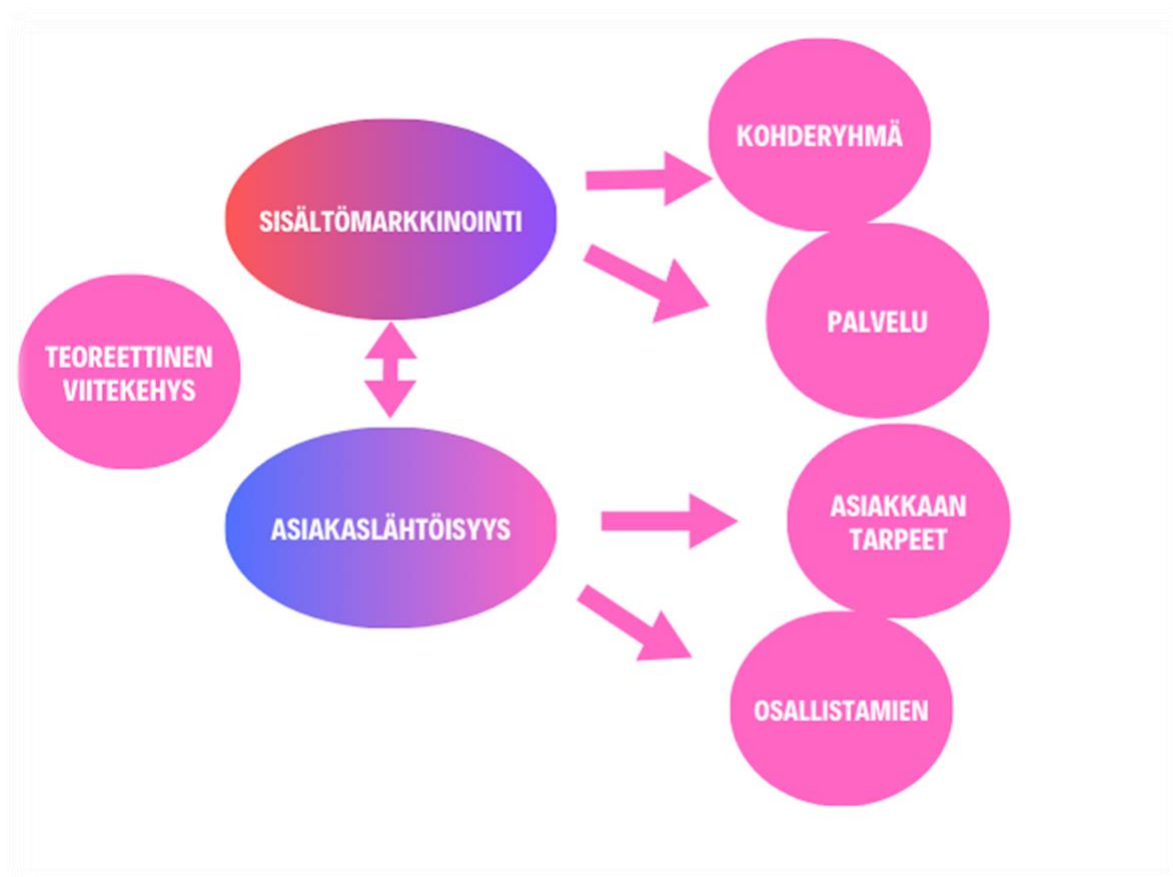 TEOREETTINEN
VIITEKEHYS
SISÄLTÖMARKKINOINTI
ASIAKASLÄHTÖISYYS
KOHDERYHMÄ
PALVELU
ASIAKKAAN
TARPEET
OSALLISTAMIEN